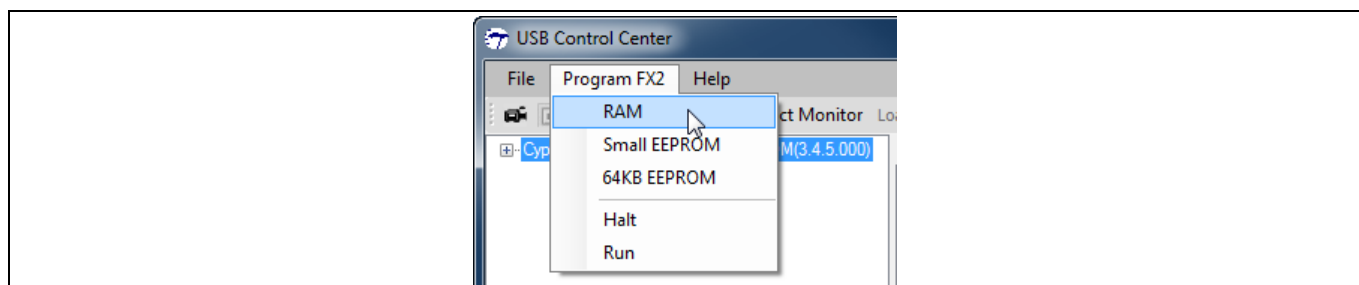 USB Control Center
File Program FX2 Help
RAM
ct Monitor
Small EEPROM
M(3.4.5.000)
64KB EEPROM
Halt
Run